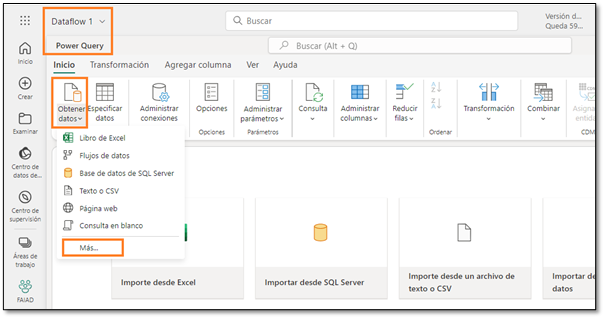 Dataflow 1
Buscar
Versión d...
Queda 59...
Power Query
Buscar (Alt + Q)
Inicio
Transformación
Agregar columna
Ver
Ayuda
Inicio
Crear
Examinar
Centro de
datos de...
Centro de
supervisión
Áreas de
trabajo
FAIAD
Obtener
datos
Especificar
datos
Administrar
conexiones
Opciones
Administrar
parámetros
Consulta
Administrar
columnas
Reducir
filas
Transformación
Combinar
Asigna
entida
Opciones
Parámetros
Ordenar
CDM
Libro de Excel
Flujos de datos
Base de datos de SQL Server
Texto o CSV
Página web
Consulta en blanco
Más...
Importe desde Excel
Importar desde SQL Server
Importe desde un archivo de
texto o CSV
Importar de
datos